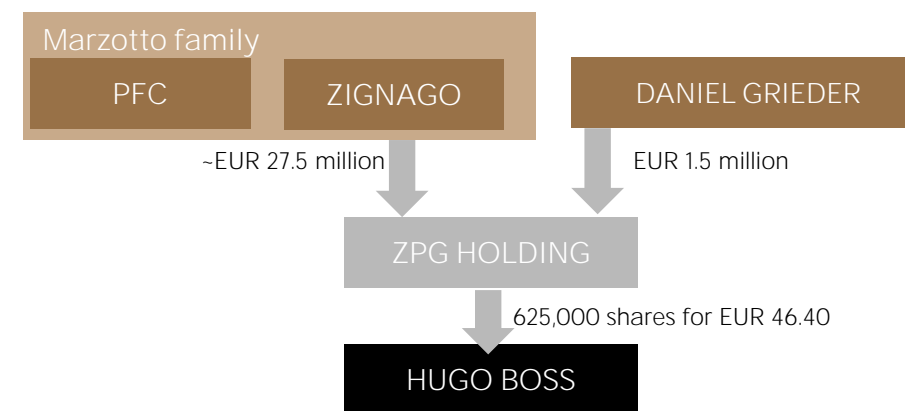 Marzotto family
PFC
ZIGNAGO
DANIEL GRIEDER
~EUR 27.5 million
EUR 1.5 million
ZPG HOLDING
625,000 shares for EUR 46.40
HUGO BOSS